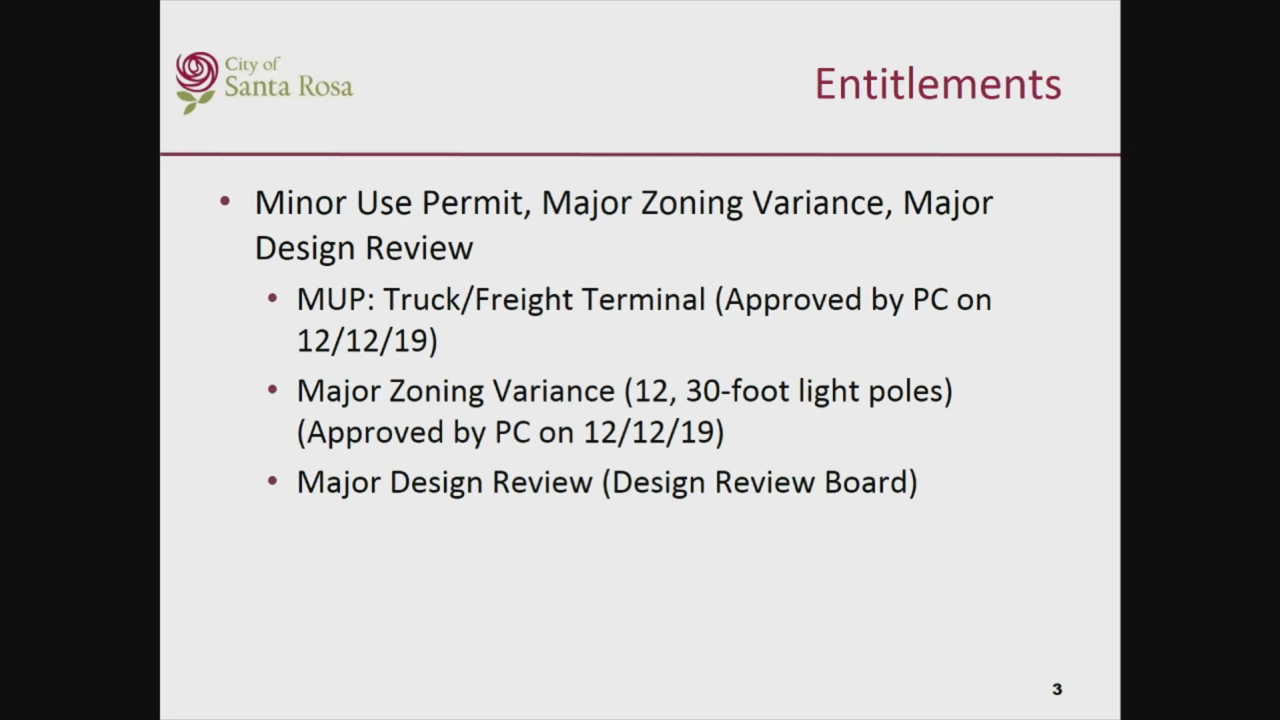 City of
Santa Rosa
Entitlements
• Minor Use Permit, Major Zoning Variance, Major
Design Review
• MUP: Truck/Freight Terminal (Approved by PC on
12/12/19)
• Major Zoning Variance (12, 30-foot light poles)
(Approved by PC on 12/12/19)
• Major Design Review (Design Review Board)
3